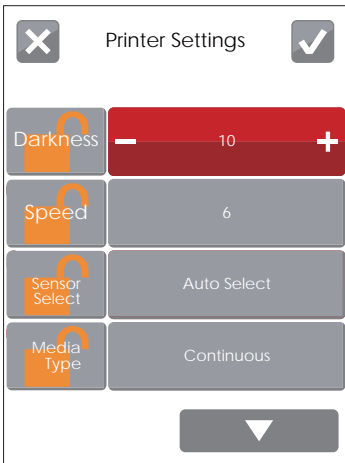 Printer Settings
Darkness
10
Speed
6
Sensor
Select
Auto Select
Media
Type
Continuous